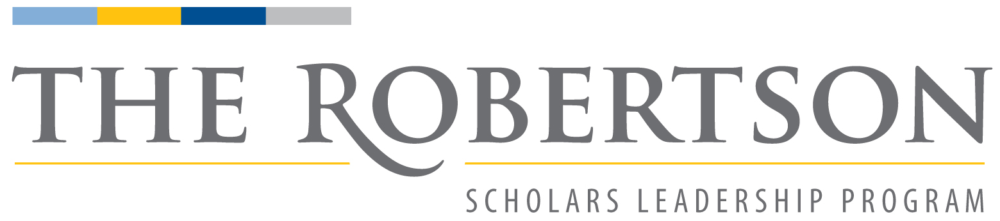 THE ROBERTSON
SCHOLARS LEADERSHIP PROGRAM